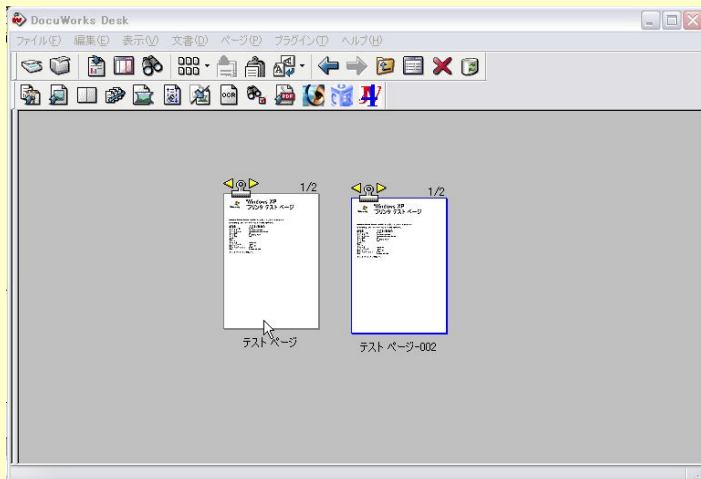 DocuWorks Desk
ファイル(F) 編集(E) 表示(V) 文書(D) ページ(P) プラグイン(T) ヘルプ(H)
OCR
PDF
1/2
1/2
Windows XP
プリンタ テスト ページ
Windows XP
プリンタ テスト ページ
テスト ページ
テスト ページ-002